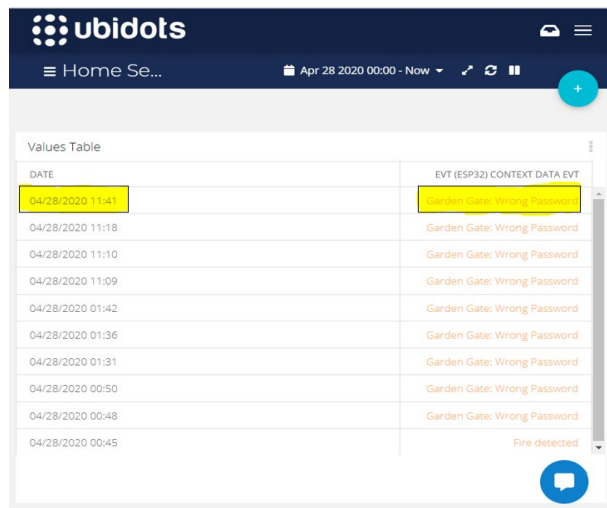 ubidots
Home Se...
Apr 28 2020 00:00 - Now
+
Values Table
DATE EVT (ESP32) CONTEXT DATA EVT
04/28/2020 11:41 Garden Gate: Wrong Password
04/28/2020 11:18 Garden Gate: Wrong Password
04/28/2020 11:10 Garden Gate: Wrong Password
04/28/2020 11:09 Garden Gate: Wrong Password
04/28/2020 01:42 Garden Gate: Wrong Password
04/28/2020 01:36 Garden Gate: Wrong Password
04/28/2020 01:31 Garden Gate: Wrong Password
04/28/2020 00:50 Garden Gate: Wrong Password
04/28/2020 00:48 Garden Gate: Wrong Password
04/28/2020 00:45 Fire detected